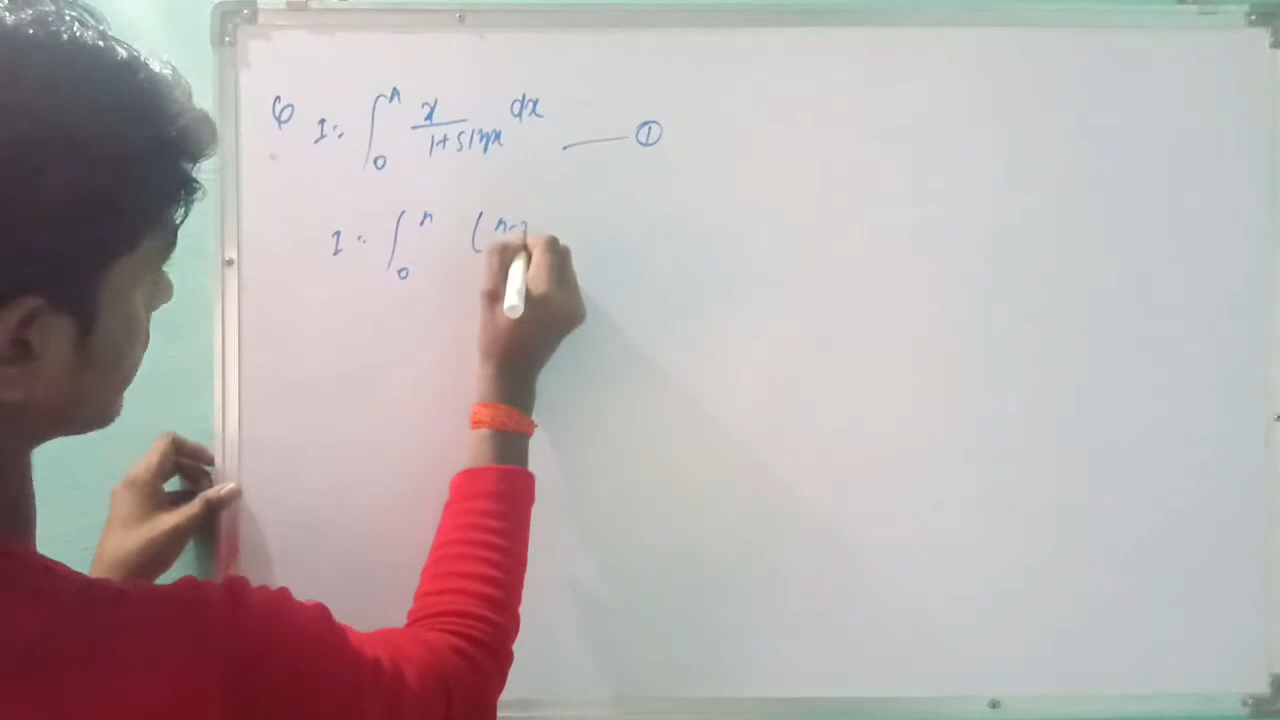 Q I = ∫₀^π x/(1+sinx) dx —— ①
I = ∫₀^π (π-